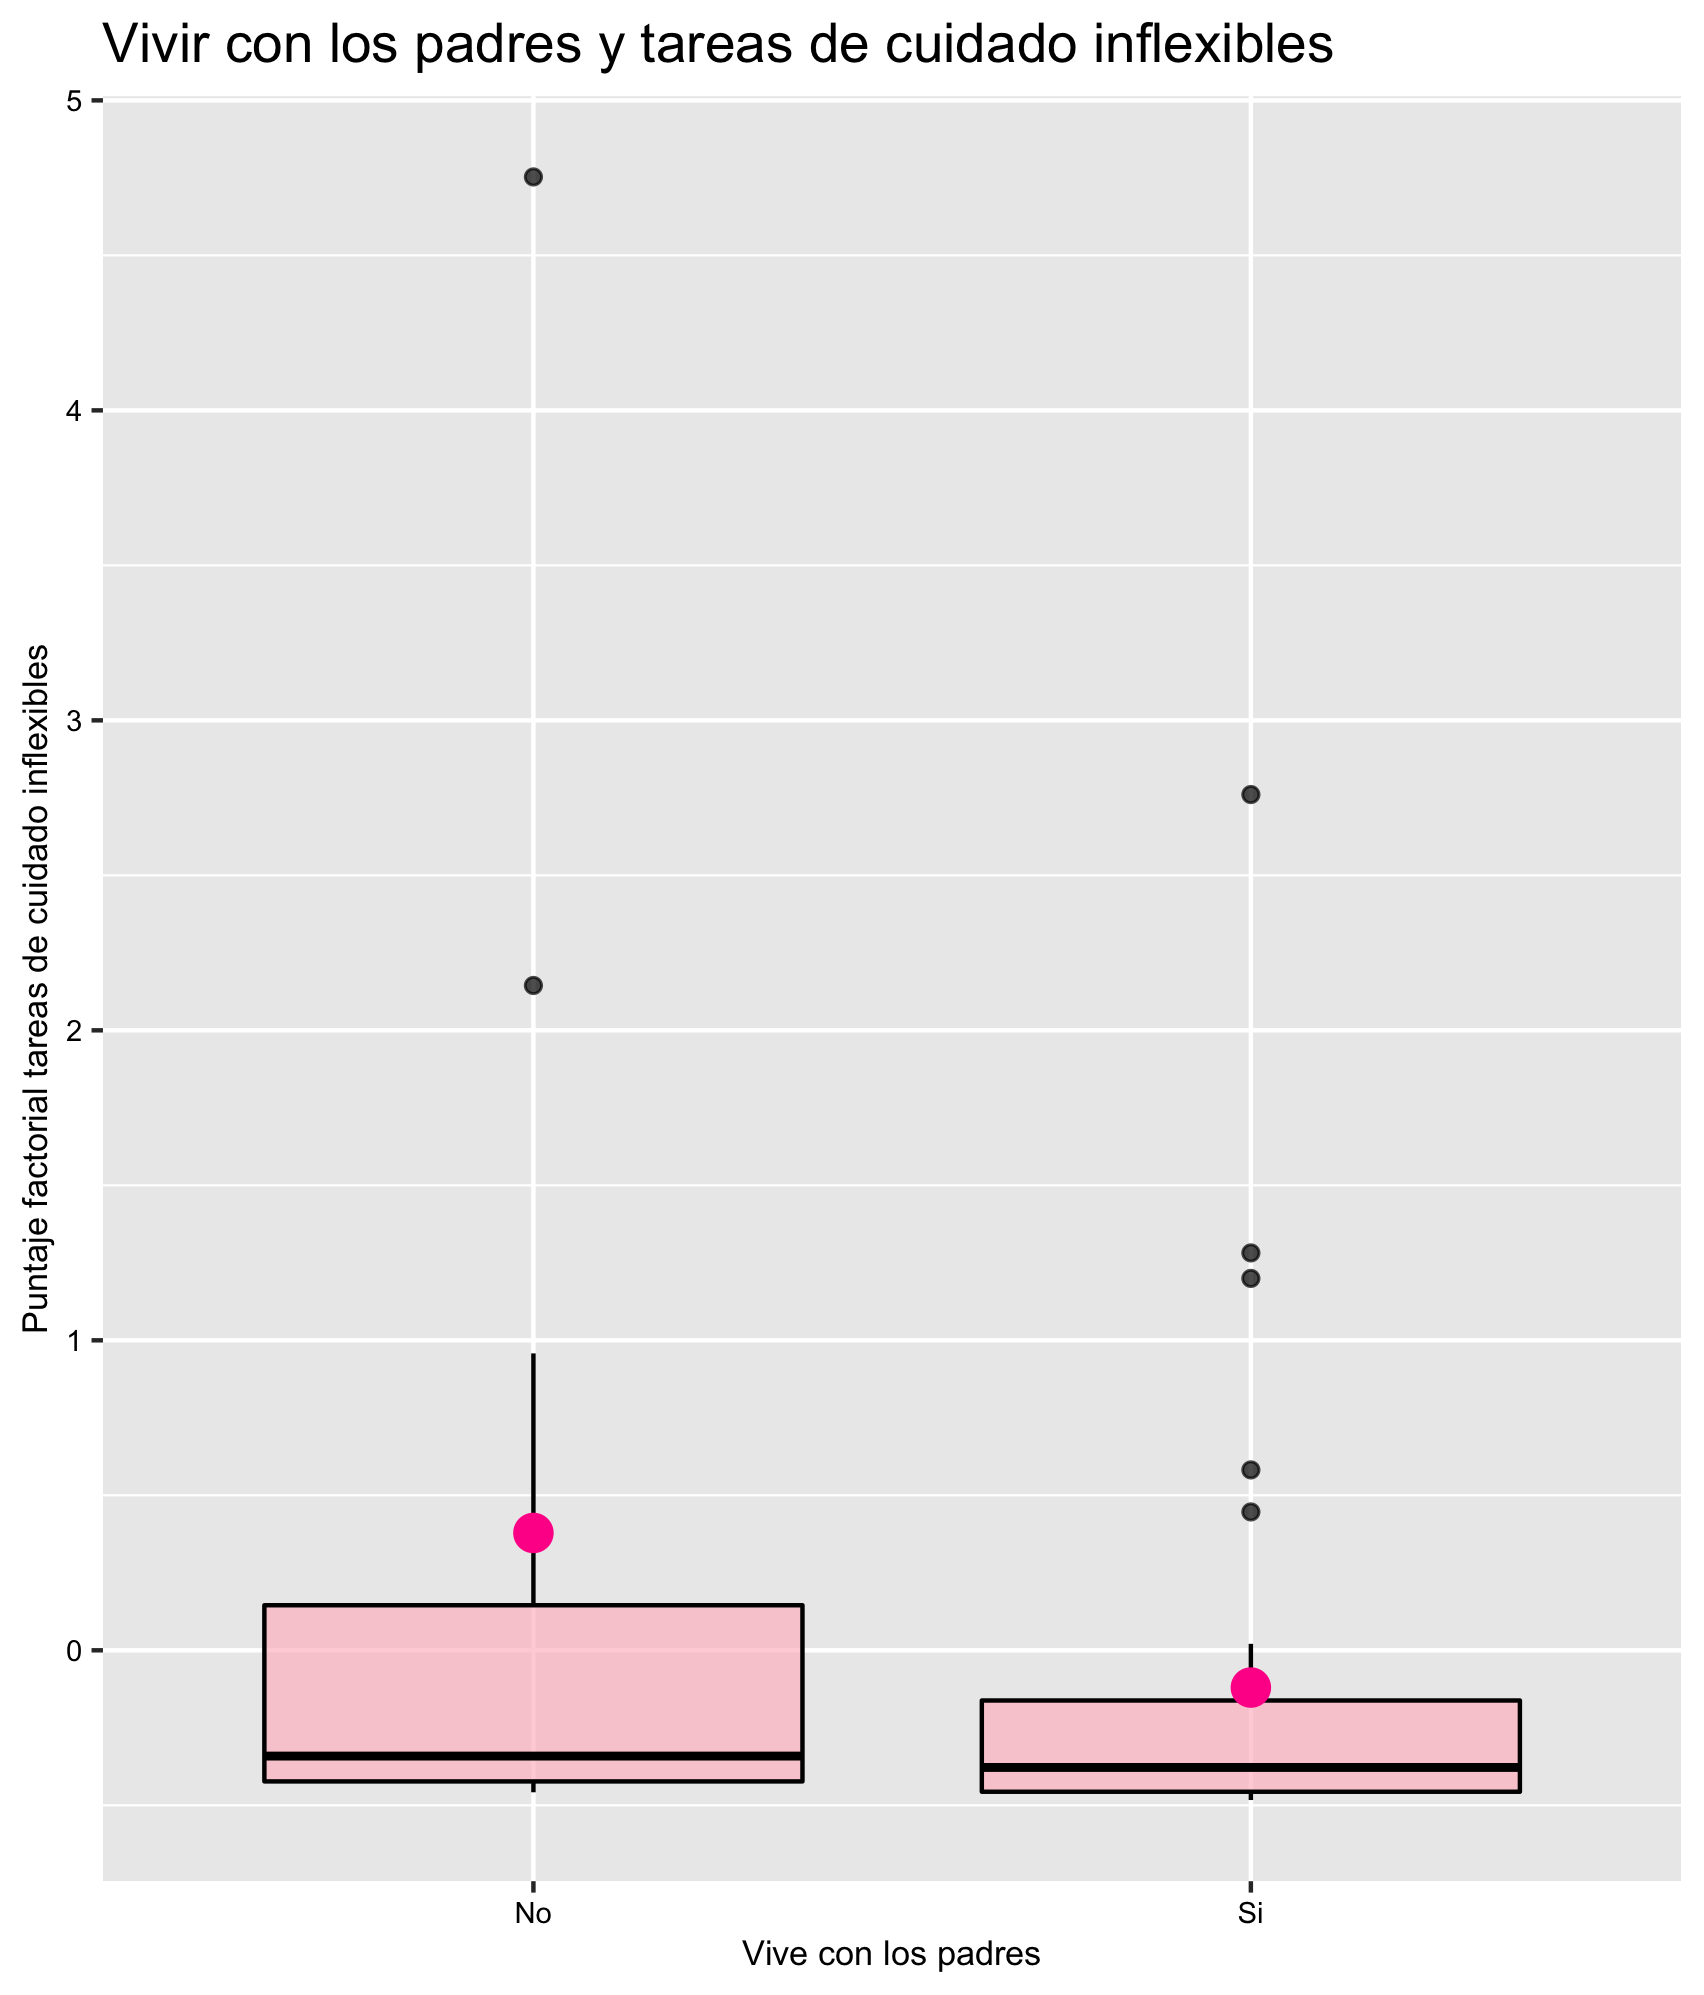 Vivir con los padres y tareas de cuidado inflexibles
Puntaje factorial tareas de cuidado inflexibles
5
4
3
2
1
0
No
Si
Vive con los padres